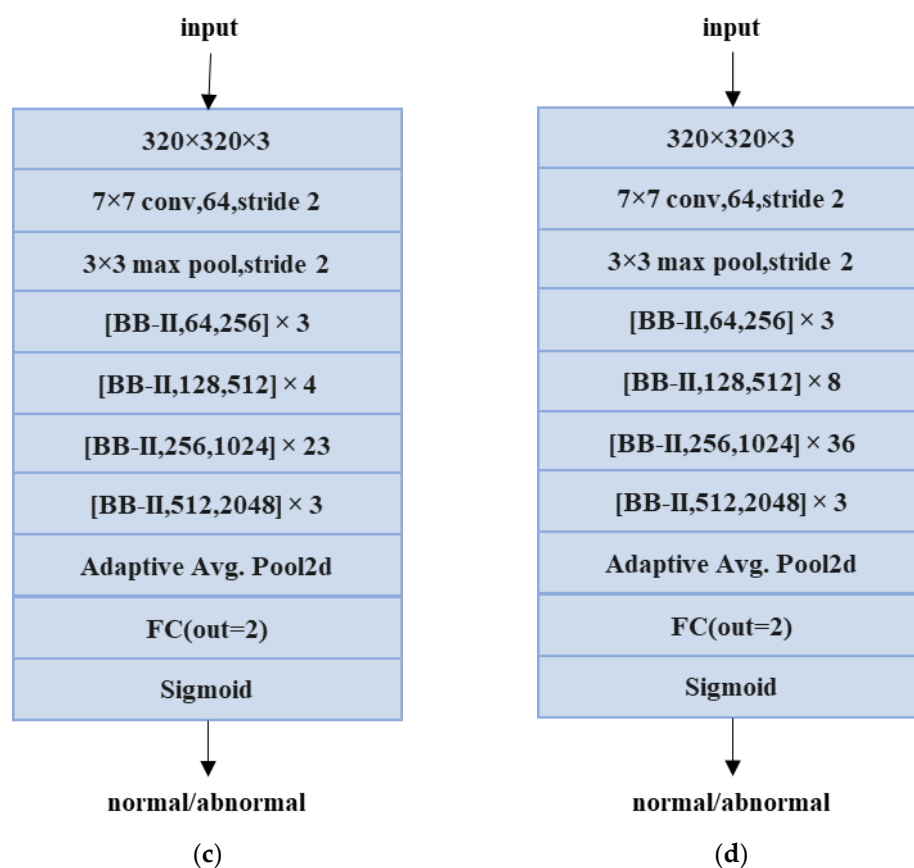 input
320×320×3
7×7 conv,64,stride 2
3×3 max pool,stride 2
[BB-II,64,256] × 3
[BB-II,128,512] × 4
[BB-II,256,1024] × 23
[BB-II,512,2048] × 3
Adaptive Avg. Pool2d
FC(out=2)
Sigmoid
normal/abnormal
(c)
input
320×320×3
7×7 conv,64,stride 2
3×3 max pool,stride 2
[BB-II,64,256] × 3
[BB-II,128,512] × 8
[BB-II,256,1024] × 36
[BB-II,512,2048] × 3
Adaptive Avg. Pool2d
FC(out=2)
Sigmoid
normal/abnormal
(d)